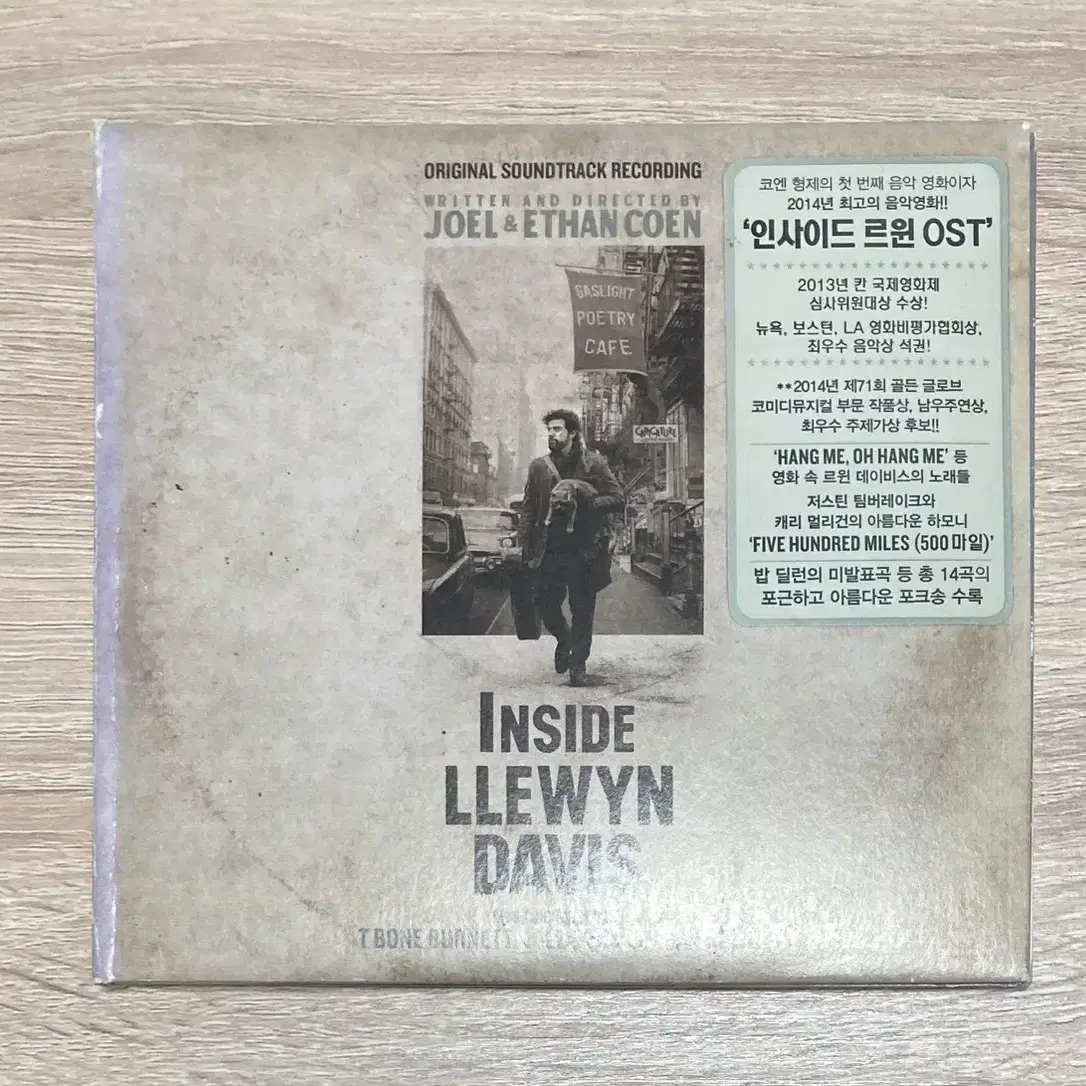 ORIGINAL SOUNDTRACK RECORDING
WRITTEN AND DIRECTED BY
JOEL & ETHAN COEN
GASLIGHT
POETRY
CAFE
CARICATURE
INSIDE
LLEWYN
DAVIS
T BONE BURNETT,
코엔 형제의 첫 번째 음악 영화이자
2014년 최고의 음악영화!!
‘인사이드 르윈 OST’
2013년 칸 국제영화제
심사위원대상 수상!
뉴욕, 보스턴, LA 영화비평가협회상,
최우수 음악상 석권!
**2014년 제71회 골든 글로브
코미디뮤지컬 부문 작품상, 남우주연상,
최우수 주제가상 후보!!
‘HANG ME, OH HANG ME’ 등
영화 속 르윈 데이비스의 노래들
저스틴 팀버레이크와
캐리 멀리건의 아름다운 하모니
‘FIVE HUNDRED MILES (500마일)’
밥 딜런의 미발표곡 등 총 14곡의
포근하고 아름다운 포크송 수록